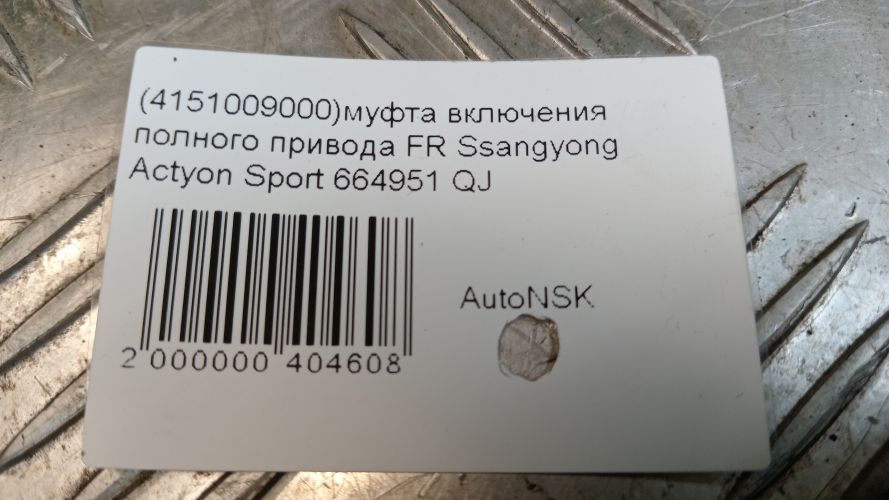 (4151009000)муфта включения
полного привода FR Ssangyong
Actyon Sport 664951 QJ
AutoNSK
2 000000 404608